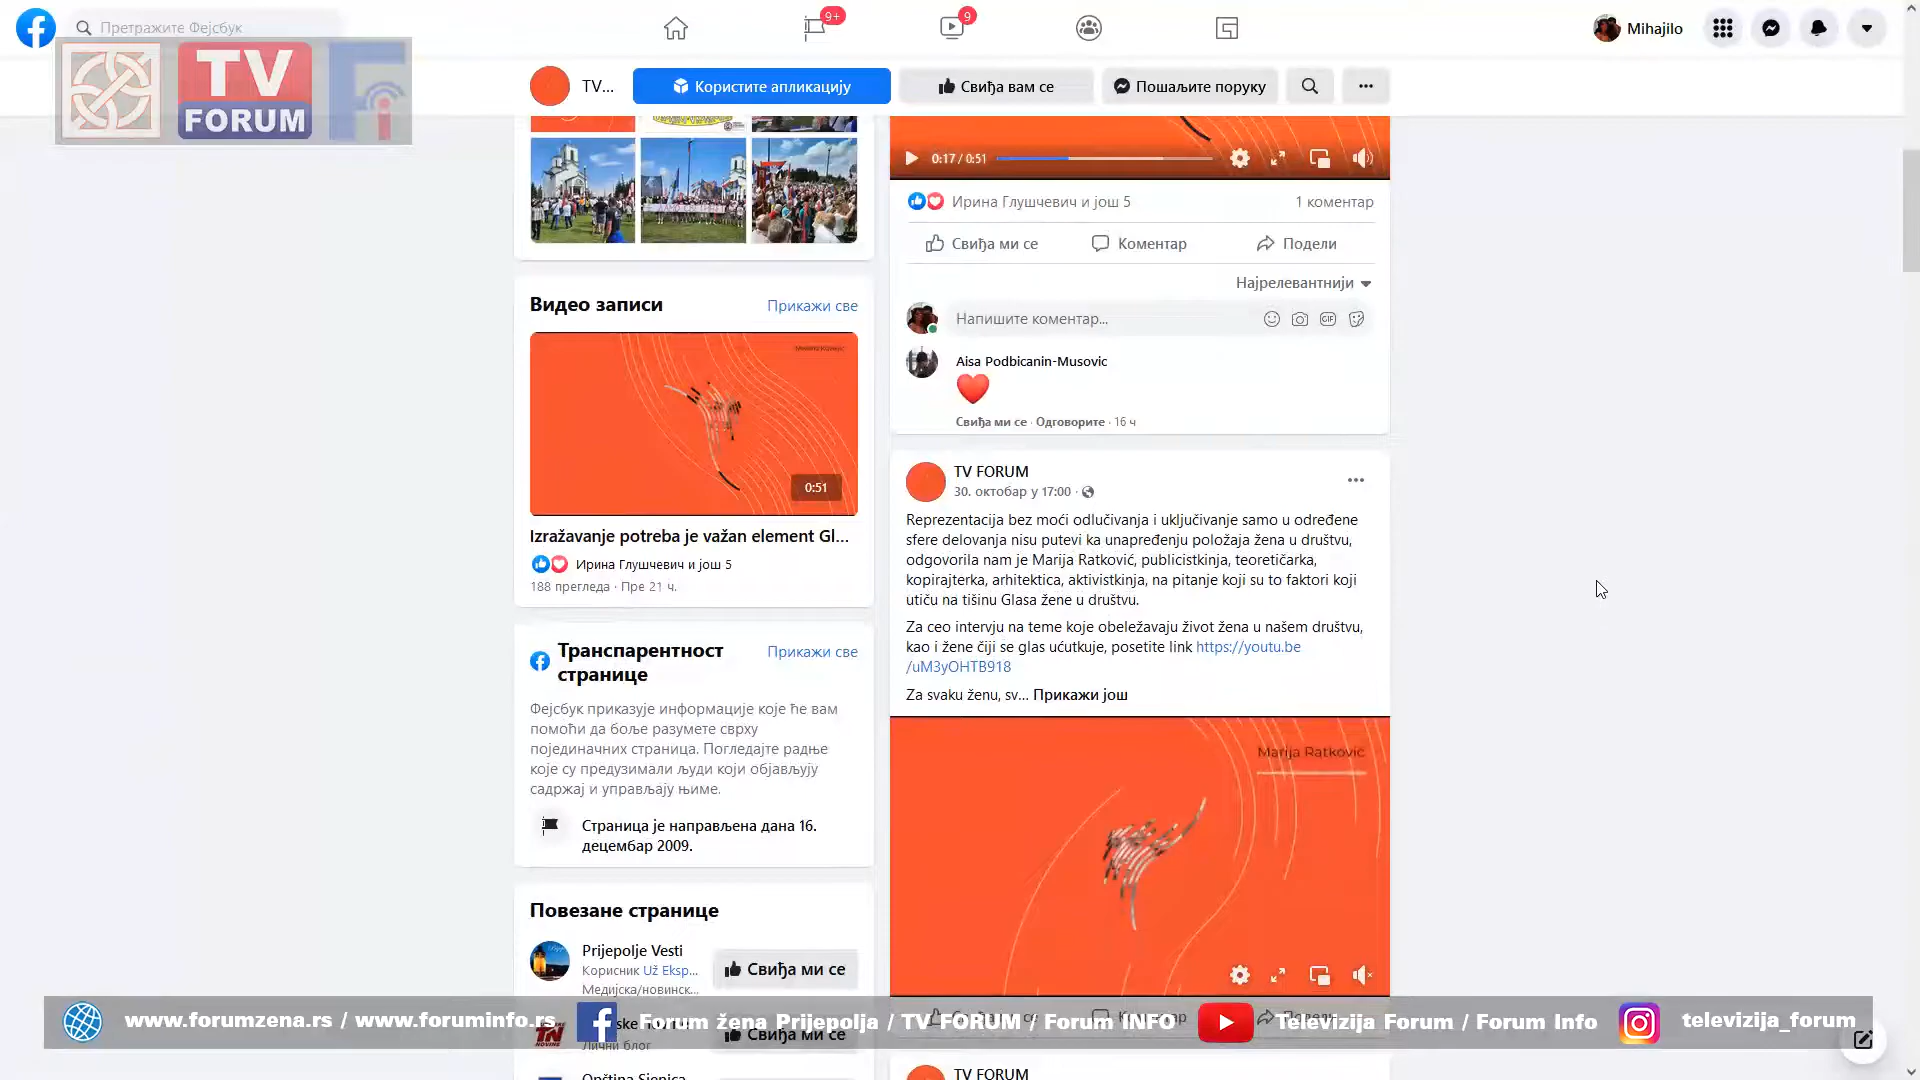 Претражите Фејсбук
9+
9
Mihajlo
TV FORUM
TV...
Користите апликацију
Свиђа вам се
Пошаљите поруку
0:17 / 0:51
Ирина Глушчевич и још 5
1 коментар
Свиђа ми се
Коментар
Подели
Најрелевантнији
Напишите коментар...
GIF
Aisa Podbicanin-Musovic
Свиђа ми се · Одговорите · 16 ч
Видео записи
Прикажи све
0:51
Izražavanje potreba je važan element Gl...
Ирина Глушчевич и још 5
188 прегледа · Пре 21 ч.
Транспарентност
странице
Прикажи све
Фејсбук приказује информације које ће вам
помоћи да боље разумете сврху
појединачних страница. Погледајте радње
које су предузимали људи који објављују
садржај и управљају њиме.
Страница је направљена дана 16.
децембар 2009.
Повезане странице
Prijepolje Vesti
Корисник Už Eksp...
Медијска/новинск...
Свиђа ми се
Лични блог
Свиђа ми се
Opština Sjenica
TV FORUM
30. октобар у 17:00 ·
Reprezentacija bez moći odlučivanja i uključivanje samo u određene
sfere delovanja nisu putevi ka unapređenju položaja žena u društvu,
odgovorila nam je Marija Ratković, publicistkinja, teoretičarka,
kopirajterka, arhitektica, aktivistkinja, na pitanje koji su to faktori koji
utiču na tišinu Glasa žene u društvu.
Za ceo intervju na teme koje obeležavaju život žena u našem društvu,
kao i žene čiji se glas ućutkuje, posetite link https://youtu.be
/uM3yOHTB918
Za svaku ženu, sv... Прикажи још
Marija Ratković
TV FORUM
www.forumzena.rs / www.foruminfo.rs
Forum žena Prijepolja / TV FORUM / Forum INFO
Televizija Forum / Forum Info
televizija_forum